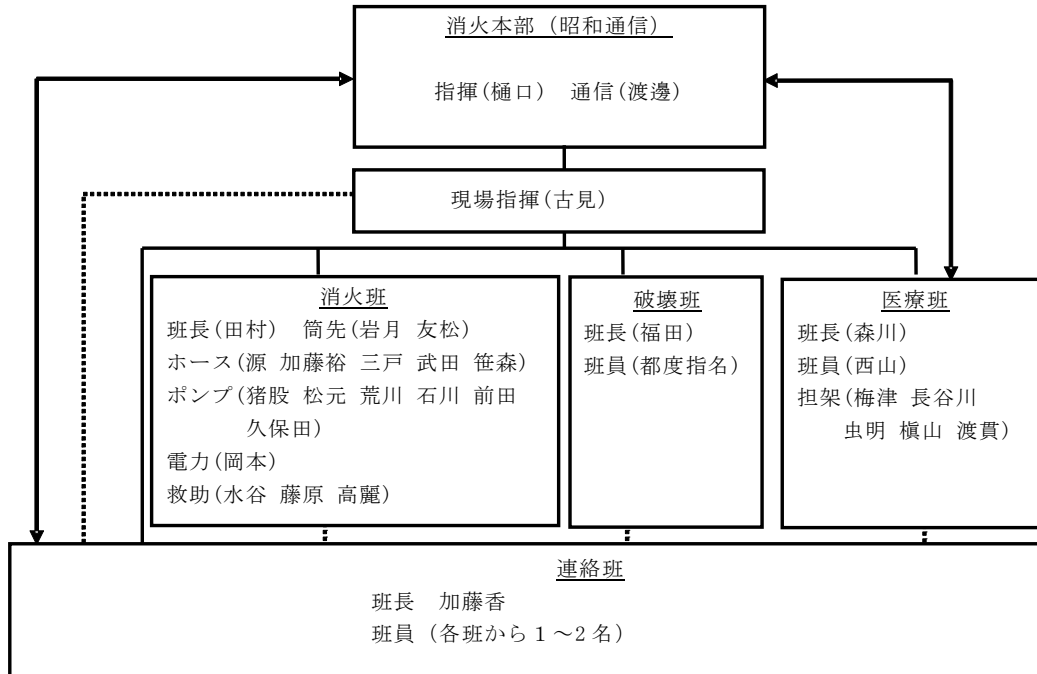 消火本部（昭和通信）
指揮(樋口)　通信(渡邊)
現場指揮(古見)
消火班
班長(田村)　筒先(岩月 友松)
ホース(源 加藤裕 三戸 武田 笹森)
ポンプ(猪股 松元 荒川 石川 前田
久保田)
電力(岡本)
救助(水谷 藤原 高麗)
破壊班
班長(福田)
班員(都度指名)
医療班
班長(森川)
班員(西山)
担架(梅津 長谷川
虫明 槇山 渡貫)
連絡班
班長　加藤香
班員（各班から１～2 名）